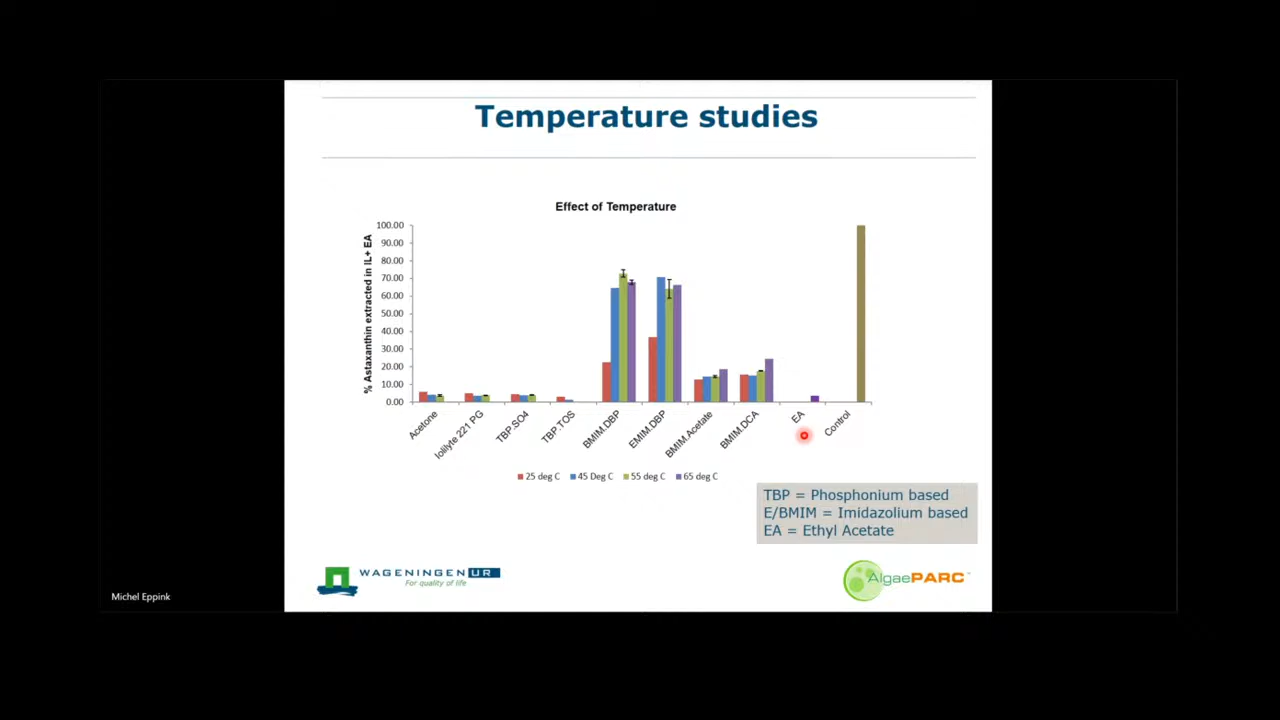 Temperature studies
Effect of Temperature
% Astaxanthin extracted in IL+ EA
100.00
90.00
80.00
70.00
60.00
50.00
40.00
30.00
20.00
10.00
0.00
Acetone
Iolilyte 221 PG
TBP-SO4
TBP.TOS
BMIM.DBP
EMIM.DBP
BMIM.Acetate
BMIM.DCA
EA
Control
25 deg C 45 Deg C 55 deg C 65 deg C
TBP = Phosphonium based
E/BMIM = Imidazolium based
EA = Ethyl Acetate
WAGENINGEN UR
For quality of life
AlgaePARC™
Michel Eppink